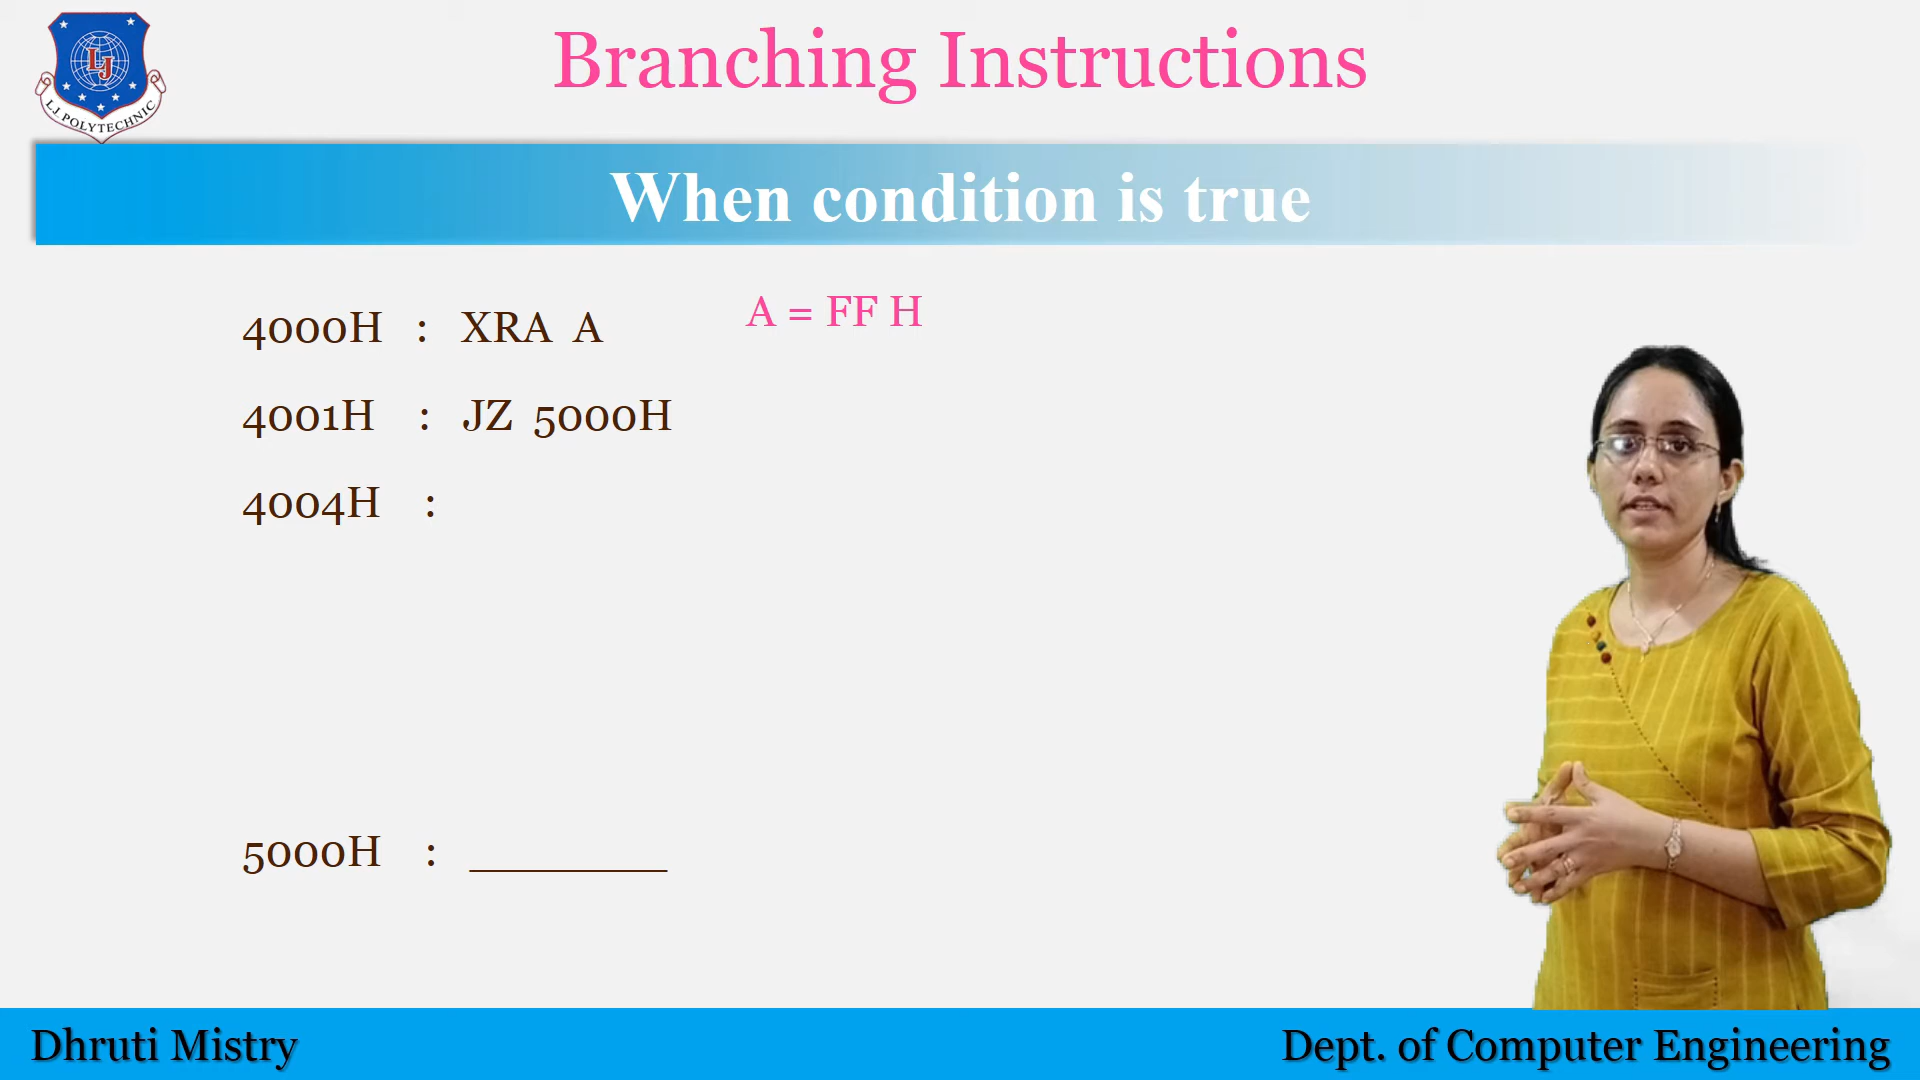 LJ
L.J. POLYTECHNIC
Branching Instructions
When condition is true
4000H : XRA A
A = FF H
4001H : JZ 5000H
4004H :
5000H : ________
Dhruti Mistry
Dept. of Computer Engineering